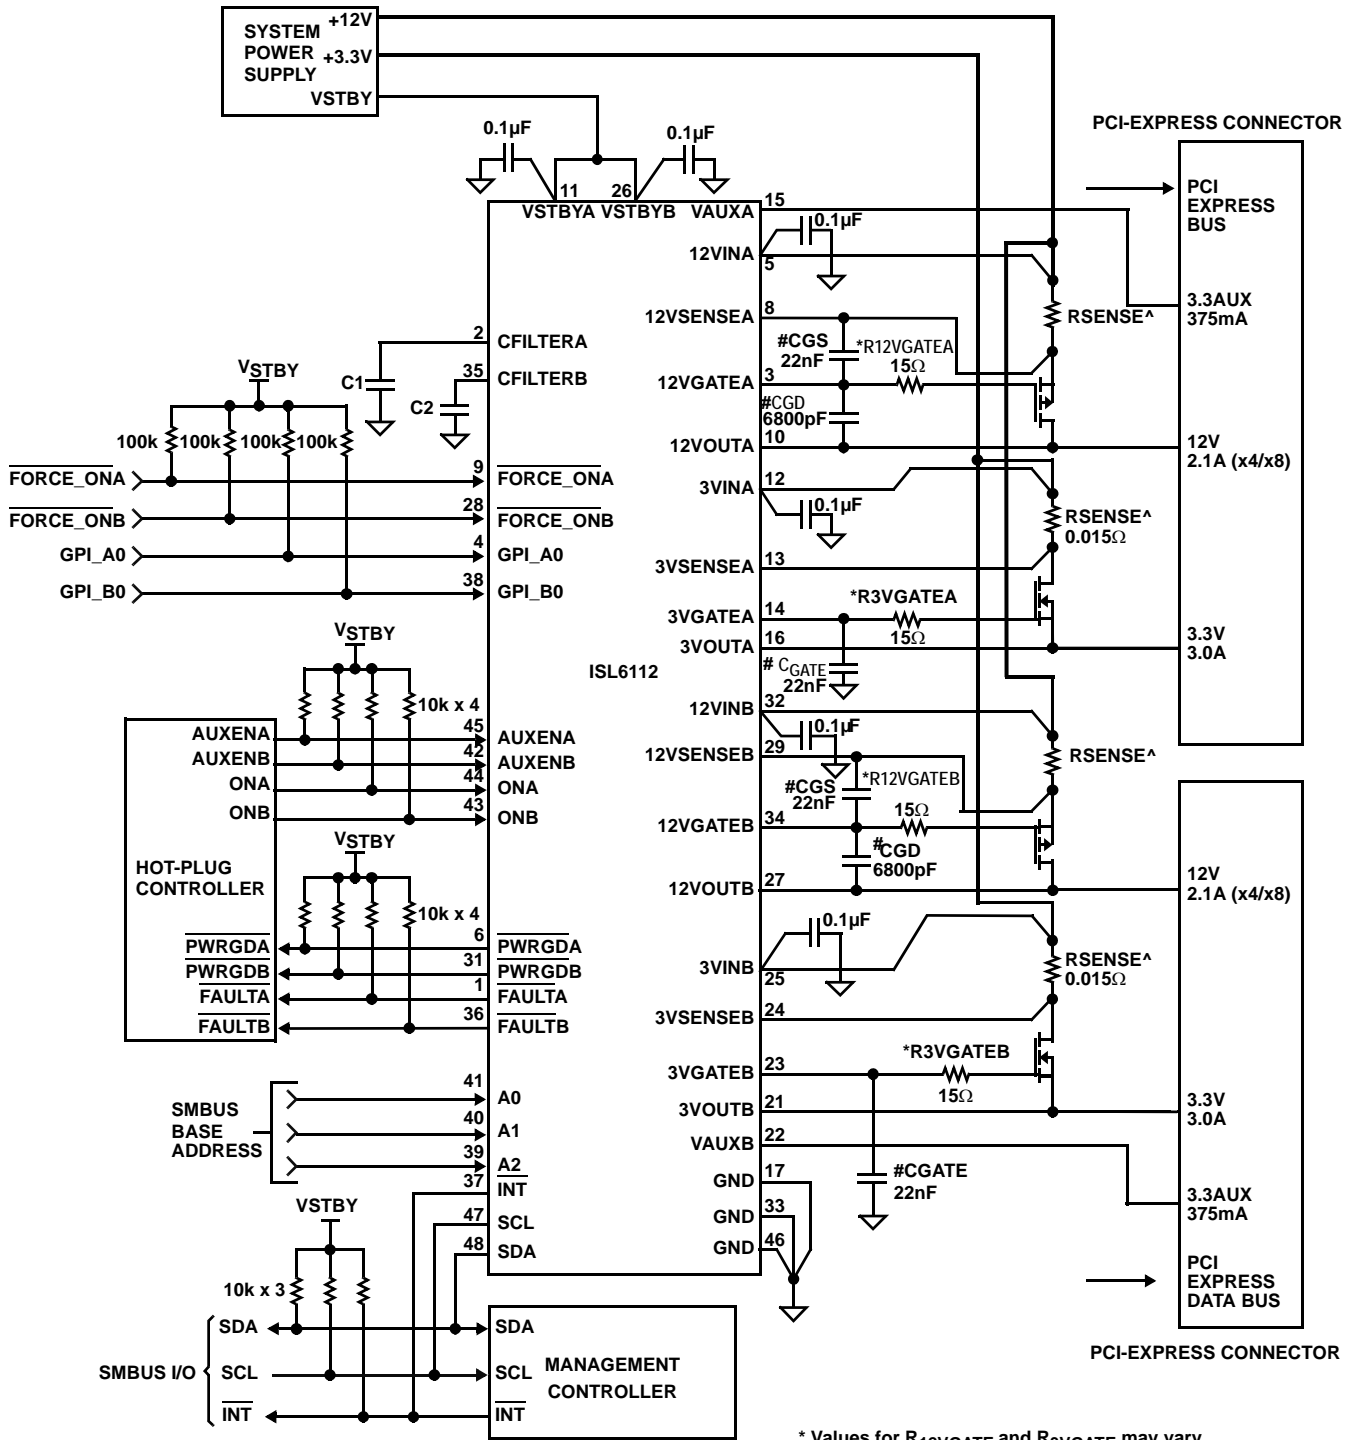 SYSTEM
POWER
SUPPLY
+12V
+3.3V
VSTBY
0.1µF
0.1µF
11
26
VSTBYA
VSTBYB
PCI-EXPRESS CONNECTOR
PCI
EXPRESS
BUS
3.3AUX
375mA
12V
2.1A (x4/x8)
3.3V
3.0A
VAUXA
15
12VINA
5
0.1µF
12VSENSEA
8
RSENSE^
#CGS
22nF
*R12VGATEA
15Ω
12VGATEA
3
#CGD
6800pF
12VOUTA
10
3VINA
12
0.1µF
RSENSE^
0.015Ω
3VSENSEA
13
*R3VGATEA
3VGATEA
14
15Ω
3VOUTA
16
# CGATE
22nF
ISL6112
2
CFILTERA
35
CFILTERB
C1
C2
VSTBY
100k
100k
100k
100k
FORCE_ONA
9
FORCE_ONA
FORCE_ONB
28
FORCE_ONB
GPI_A0
4
GPI_A0
GPI_B0
38
GPI_B0
VSTBY
10k x 4
HOT-PLUG
CONTROLLER
AUXENA
45
AUXENA
AUXENB
42
AUXENB
ONA
44
ONA
ONB
43
ONB
VSTBY
10k x 4
PWRGDA
6
PWRGDA
PWRGDB
31
PWRGDB
FAULTA
1
FAULTA
FAULTB
36
FAULTB
12VINB
32
0.1µF
12VSENSEB
29
RSENSE^
#CGS
22nF
*R12VGATEB
15Ω
12VGATEB
34
#CGD
6800pF
12VOUTB
27
0.1µF
3VINB
25
RSENSE^
0.015Ω
3VSENSEB
24
*R3VGATEB
3VGATEB
23
15Ω
3VOUTB
21
VAUXB
22
#CGATE
22nF
GND
17
GND
33
GND
46
12V
2.1A (x4/x8)
3.3V
3.0A
3.3AUX
375mA
PCI
EXPRESS
DATA BUS
PCI-EXPRESS CONNECTOR
SMBUS
BASE
ADDRESS
41
A0
40
A1
39
A2
37
INT
47
SCL
48
SDA
VSTBY
10k x 3
SMBUS I/O
SDA
SCL
INT
SDA
SCL
INT
MANAGEMENT
CONTROLLER
* Values for R12VGATE and R3VGATE may vary